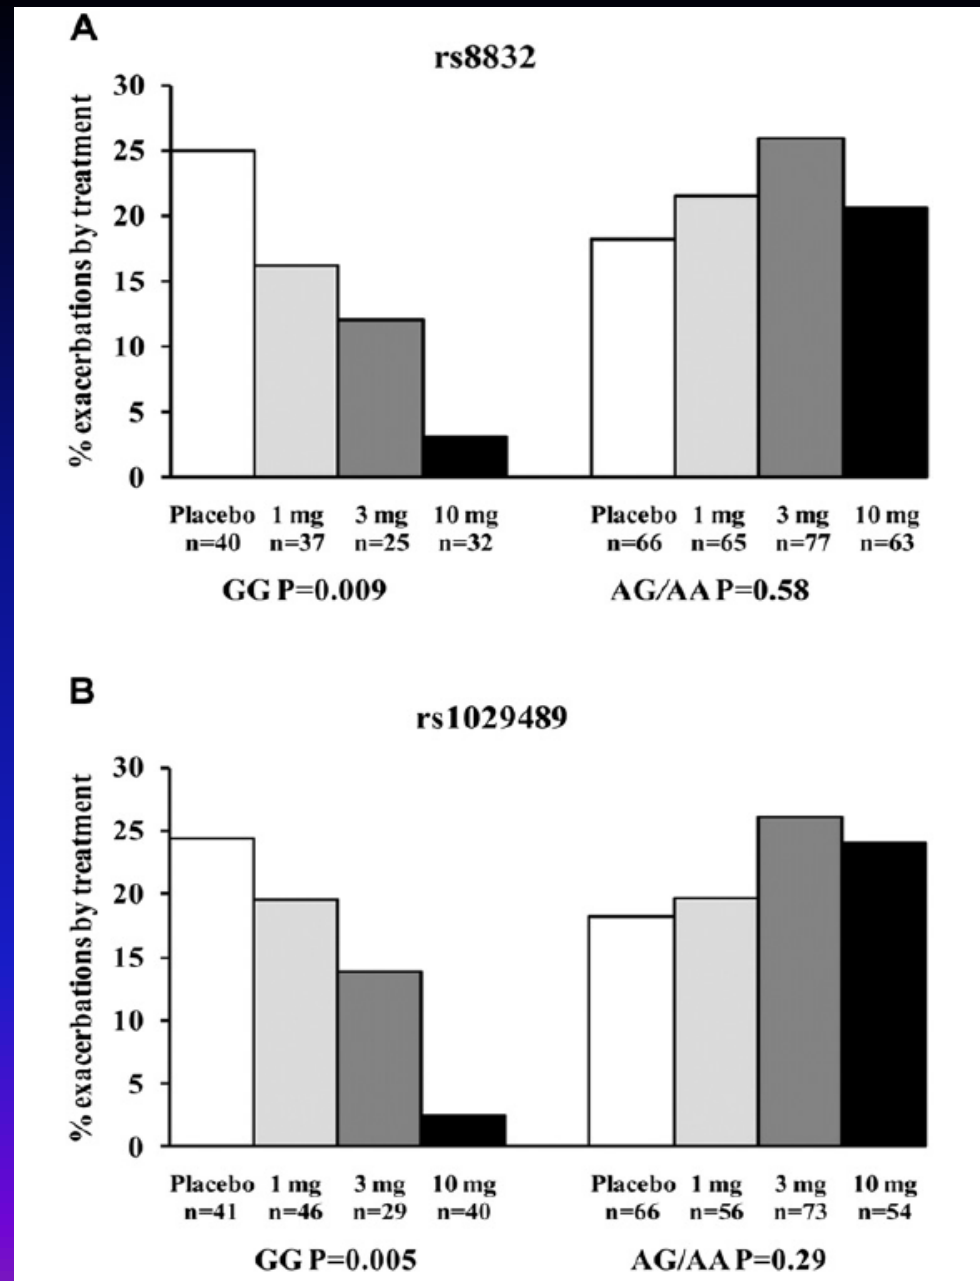 A
rs8832
% exacerbations by treatment
30
25
20
15
10
5
0
Placebo 1 mg 3 mg 10 mg Placebo 1 mg 3 mg 10 mg
n=40 n=37 n=25 n=32 n=66 n=65 n=77 n=63
GG P=0.009 AG/AA P=0.58
B
rs1029489
% exacerbations by treatment
30
25
20
15
10
5
0
Placebo 1 mg 3 mg 10 mg Placebo 1 mg 3 mg 10 mg
n=41 n=46 n=29 n=40 n=66 n=56 n=73 n=54
GG P=0.005 AG/AA P=0.29